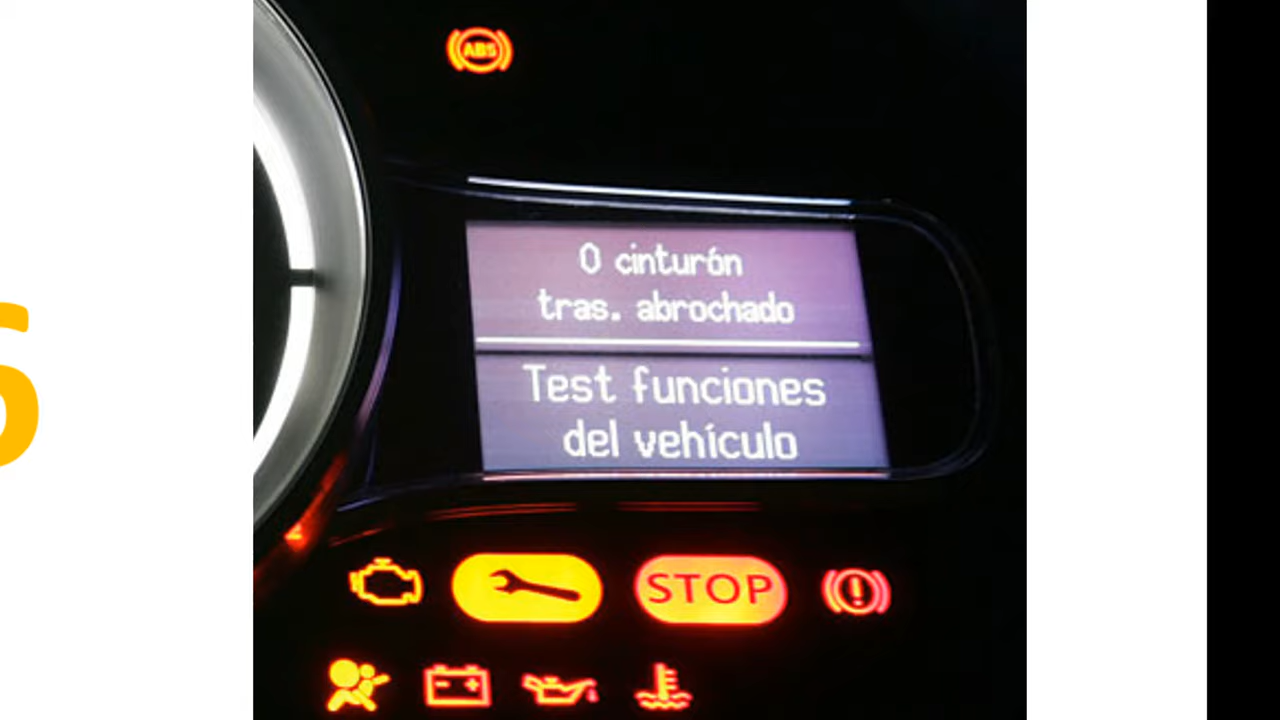 ABS
0 cinturón
tras. abrochado
Test funciones
del vehículo
STOP